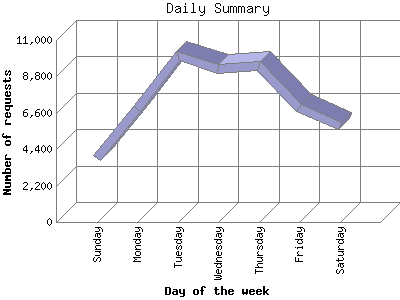 Daily Summary
Number of requests
11,000
8,800
6,600
4,400
2,200
0
Sunday
Monday
Tuesday
Wednesday
Thursday
Friday
Saturday
Day of the week